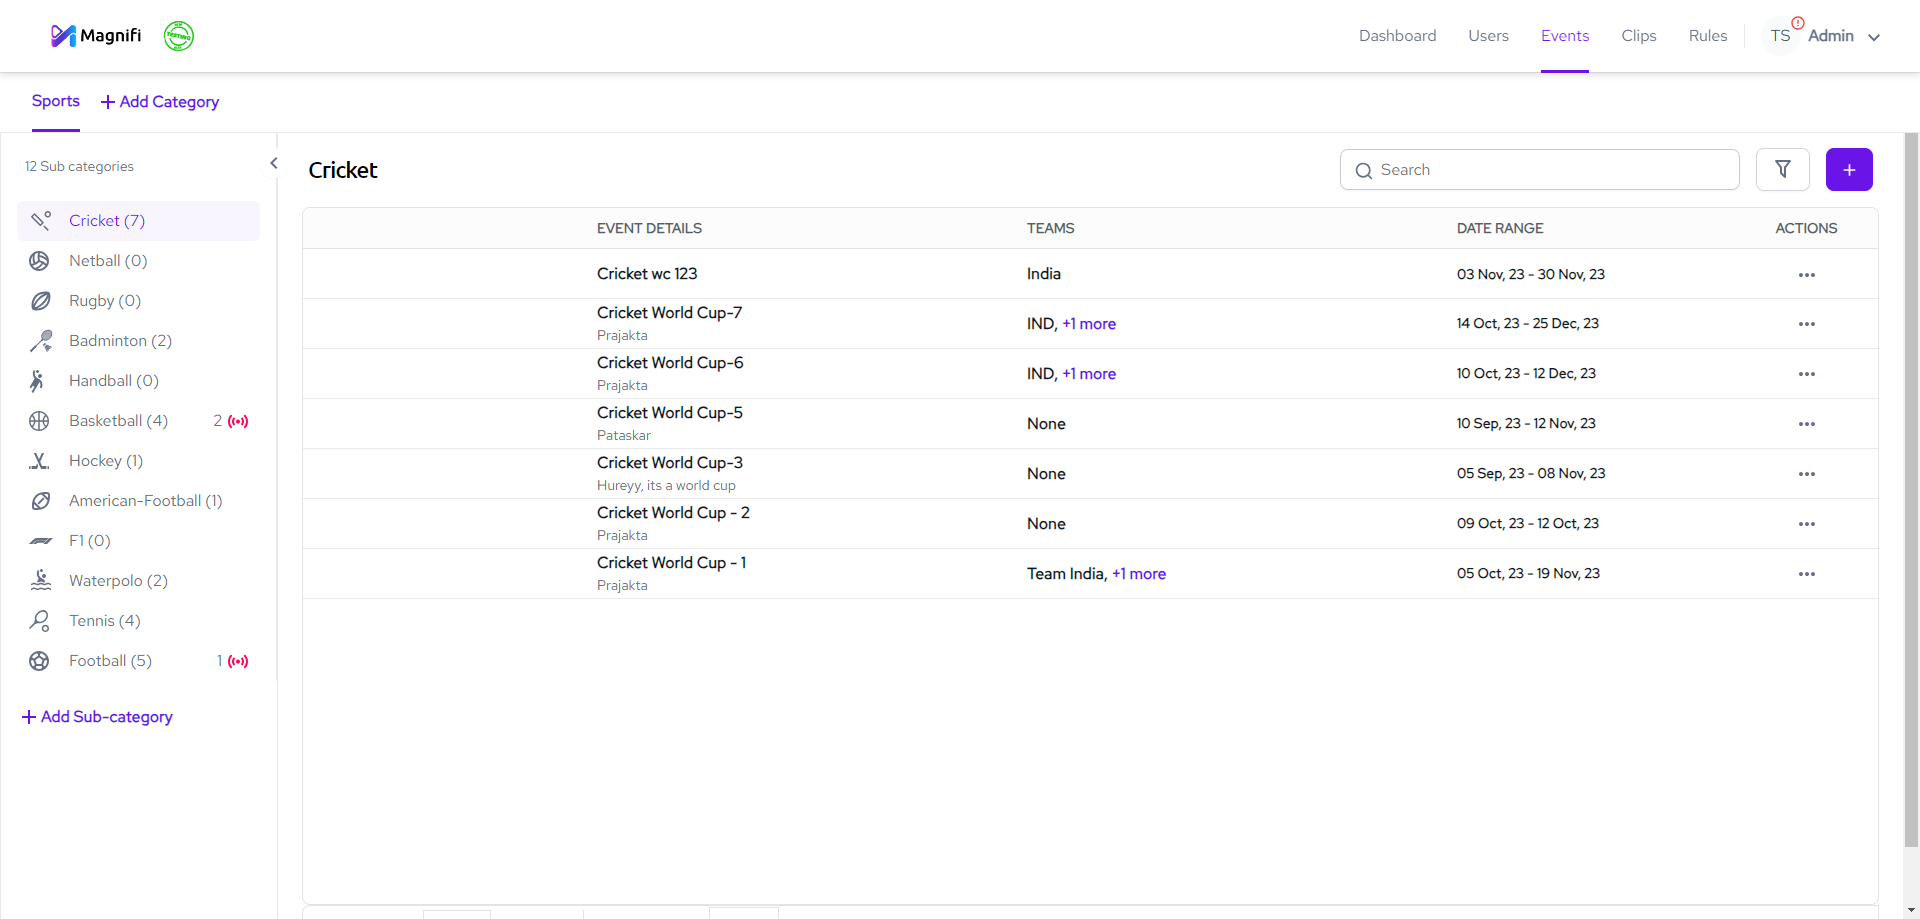 Magnifi
TESTING
Dashboard
Users
Events
Clips
Rules
TS
Admin
Sports
+ Add Category
12 Sub categories
Cricket (7)
Netball (0)
Rugby (0)
Badminton (2)
Handball (0)
Basketball (4) 2
Hockey (1)
American-Football (1)
F1 (0)
Waterpolo (2)
Tennis (4)
Football (5) 1
+ Add Sub-category
Cricket
Search
+
EVENT DETAILS TEAMS DATE RANGE ACTIONS
Cricket wc 123 India 03 Nov, 23 - 30 Nov, 23
Cricket World Cup-7
Prajakta
IND, +1 more 14 Oct, 23 - 25 Dec, 23
Cricket World Cup-6
Prajakta
IND, +1 more 10 Oct, 23 - 12 Dec, 23
Cricket World Cup-5
Pataskar
None 10 Sep, 23 - 12 Nov, 23
Cricket World Cup-3
Hureyy, its a world cup
None 05 Sep, 23 - 08 Nov, 23
Cricket World Cup - 2
Prajakta
None 09 Oct, 23 - 12 Oct, 23
Cricket World Cup - 1
Prajakta
Team India, +1 more 05 Oct, 23 - 19 Nov, 23